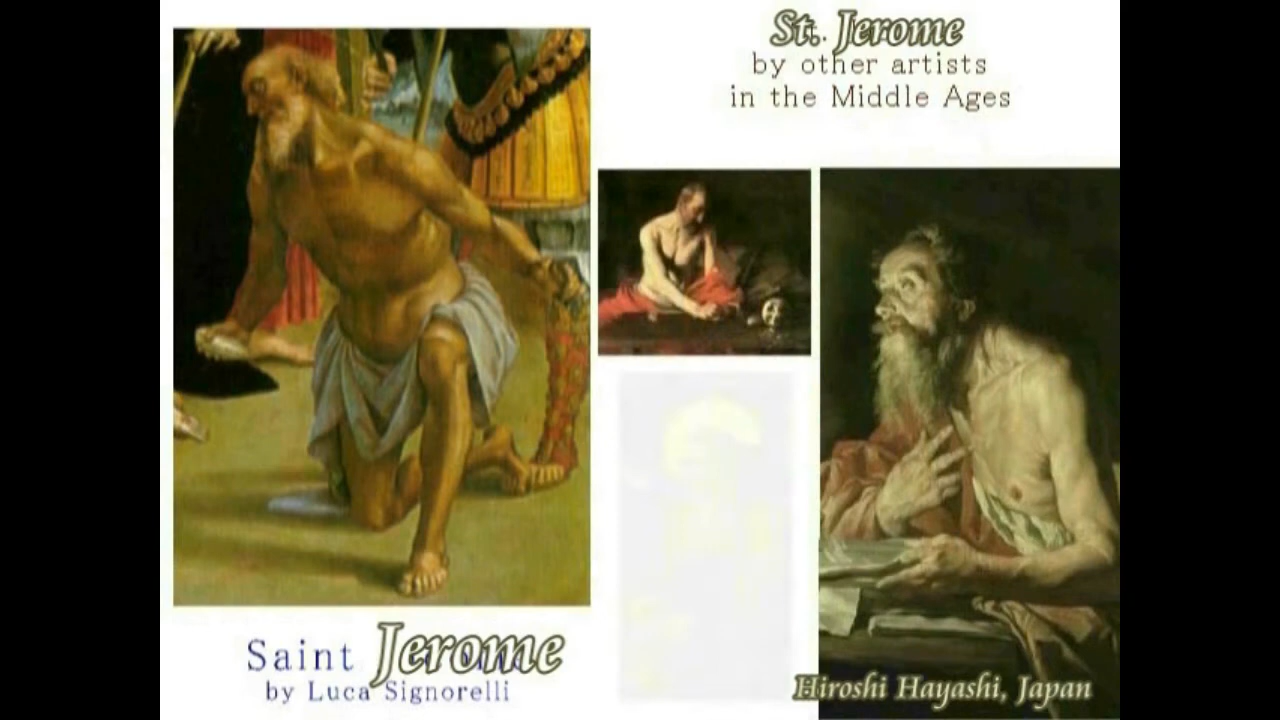 St. Jerome
by other artists
in the Middle Ages
Saint Jerome
by Luca Signorelli
Hiroshi Hayashi, Japan